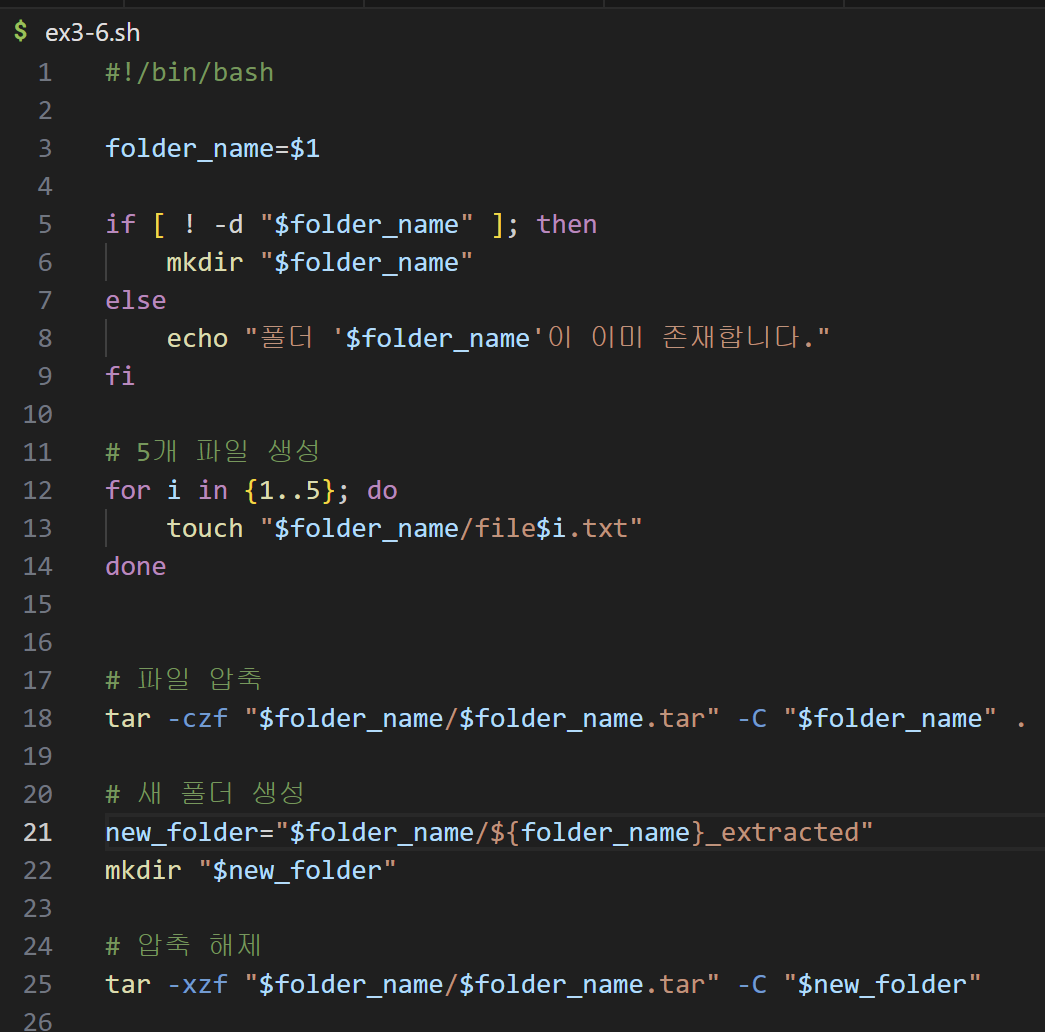 $ ex3-6.sh
1 #!/bin/bash
2
3 folder_name=$1
4
5 if [ ! -d "$folder_name" ]; then
6     mkdir "$folder_name"
7 else
8     echo "폴더 '$folder_name'이 이미 존재합니다."
9 fi
10
11 # 5개 파일 생성
12 for i in {1..5}; do
13     touch "$folder_name/file$i.txt"
14 done
15
16
17 # 파일 압축
18 tar -czf "$folder_name/$folder_name.tar" -C "$folder_name" .
19
20 # 새 폴더 생성
21 new_folder="$folder_name/${folder_name}_extracted"
22 mkdir "$new_folder"
23
24 # 압축 해제
25 tar -xzf "$folder_name/$folder_name.tar" -C "$new_folder"
26